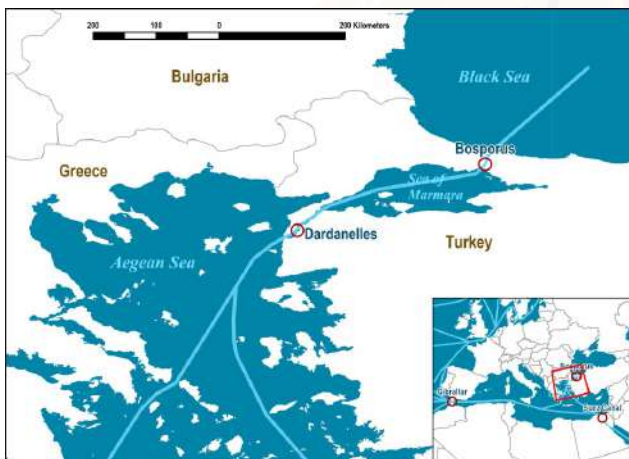 200 100 0 200 Kilometers
Bulgaria
Black Sea
Bosporus
Greece
Sea of
Marmara
Dardanelles
Aegean Sea
Turkey
Gibraltar
Suez Canal